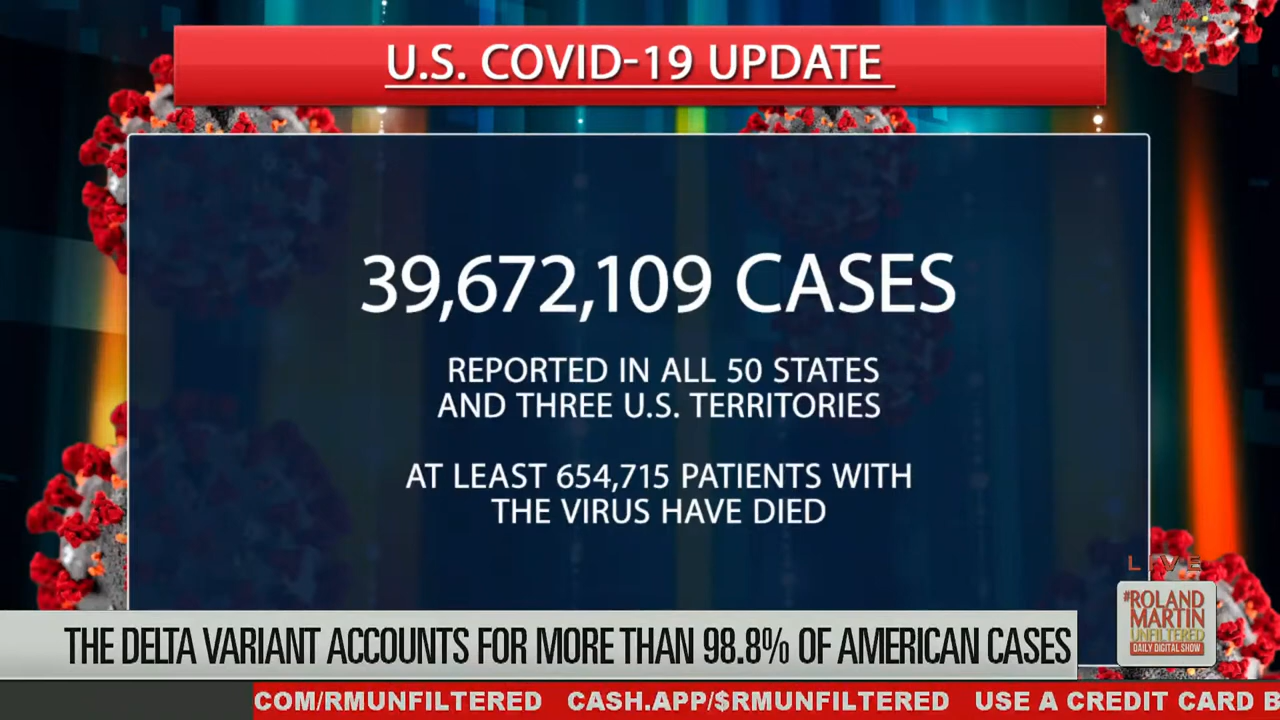 U.S. COVID-19 UPDATE
39,672,109 CASES
REPORTED IN ALL 50 STATES
AND THREE U.S. TERRITORIES
AT LEAST 654,715 PATIENTS WITH
THE VIRUS HAVE DIED
LIVE
#ROLAND
MARTIN
UNFILTERED
DAILY DIGITAL SHOW
THE DELTA VARIANT ACCOUNTS FOR MORE THAN 98.8% OF AMERICAN CASES
COM/RMUNFILTERED CASH.APP/$RMUNFILTERED USE A CREDIT CARD B